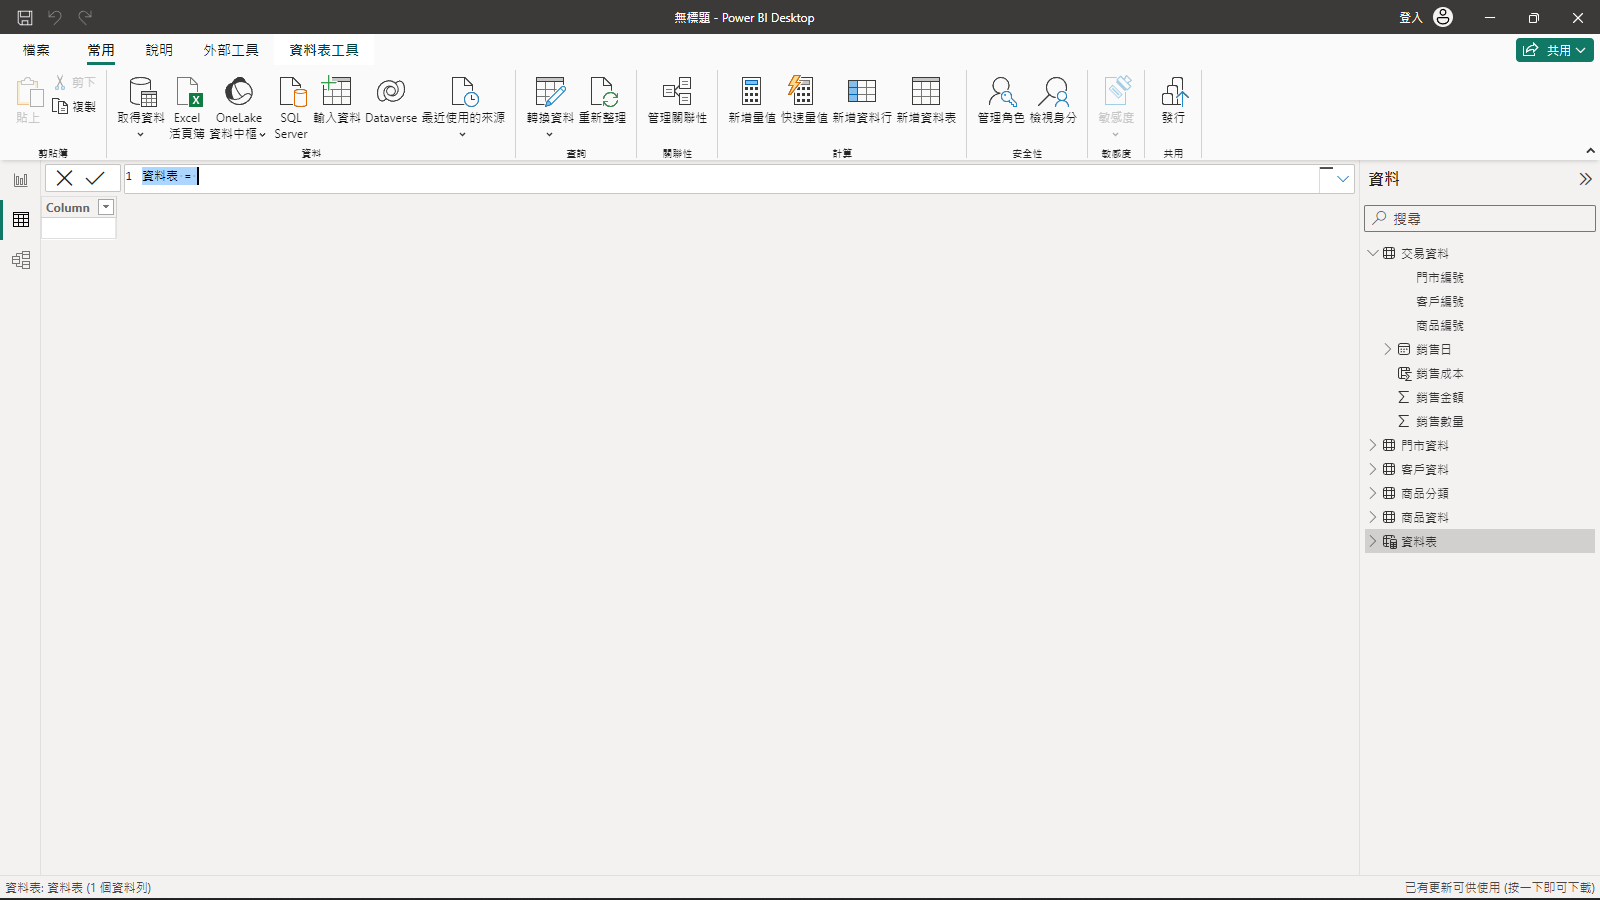 無標題 - Power BI Desktop
登入
檔案
常用
說明
外部工具
資料表工具
共用
貼上
剪下
複製
剪貼簿
取得資料
Excel
活頁簿
OneLake
資料中樞
SQL
Server
輸入資料
Dataverse
最近使用的來源
資料
轉換資料
重新整理
查詢
管理關聯性
關聯性
新增量值
快速量值
新增資料行
新增資料表
計算
管理角色
檢視身分
安全性
敏感度
敏感度
發行
共用
1
資料表 =
Column
資料
搜尋
交易資料
門市編號
客戶編號
商品編號
銷售日
銷售成本
銷售金額
銷售數量
門市資料
客戶資料
商品分類
商品資料
資料表
資料表: 資料表 (1 個資料列)
已有更新可供使用 (按一下即可下載)